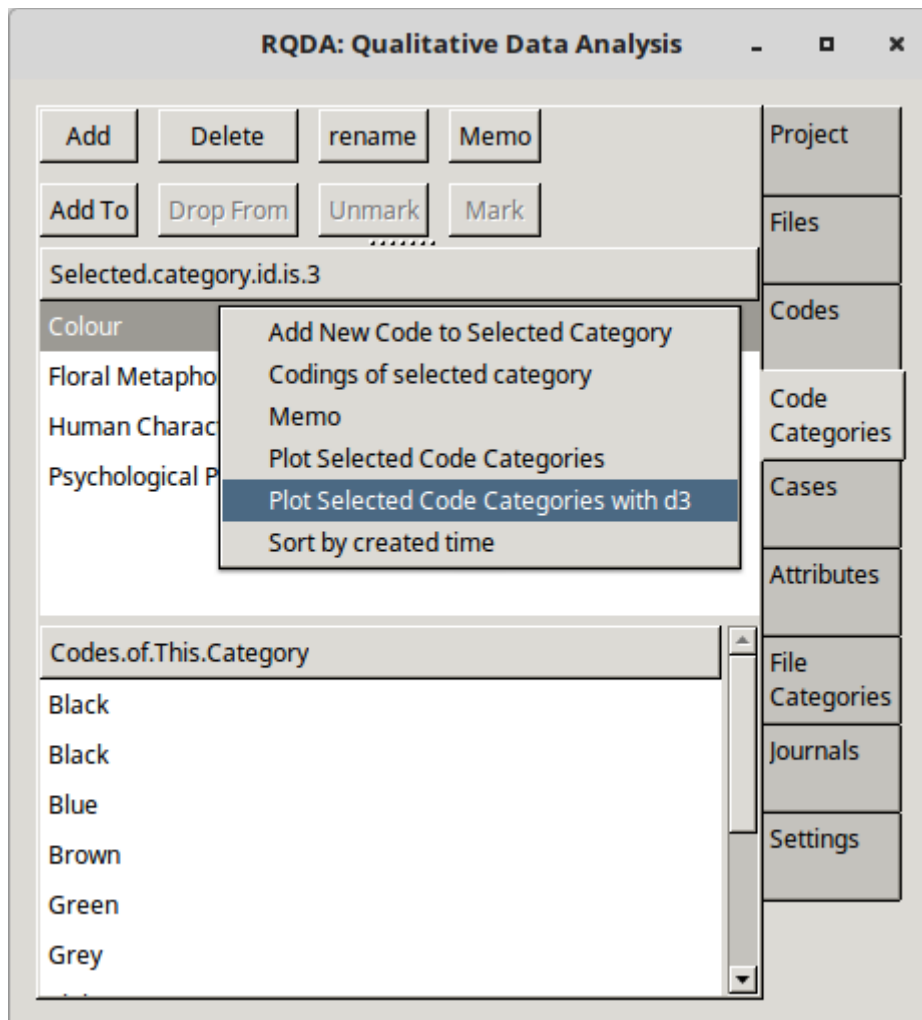 RQDA: Qualitative Data Analysis
Add Delete rename Memo
Add To Drop From Unmark Mark
Selected.category.id.is.3
Colour
Floral Metapho
Human Charac
Psychological P
Add New Code to Selected Category
Codings of selected category
Memo
Plot Selected Code Categories
Plot Selected Code Categories with d3
Sort by created time
Codes.of.This.Category
Black
Black
Blue
Brown
Green
Grey
Project
Files
Codes
Code
Categories
Cases
Attributes
File
Categories
Journals
Settings